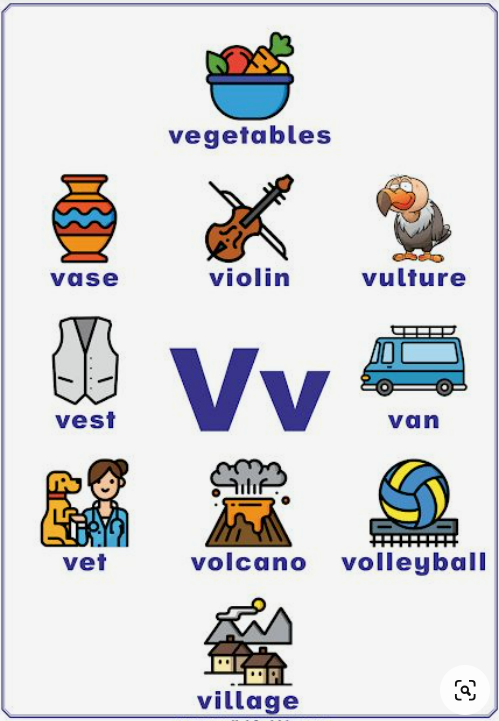 vegetables
vase violin vulture
Vv
vest van
vet volcano volleyball
village